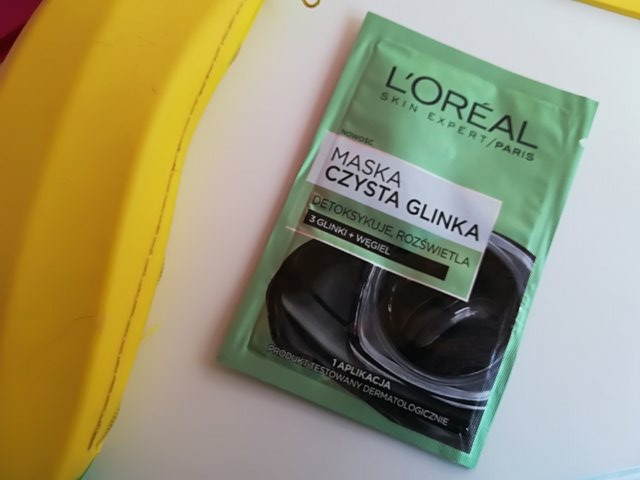 L'ORÉAL
SKIN EXPERT/PARIS
NOWOŚĆ
MASKA
CZYSTA GLINKA
DETOKSYKUJE, ROZŚWIETLA
3 GLINKI + WĘGIEL
1 APLIKACJA
PRODUKT TESTOWANY DERMATOLOGICZNIE